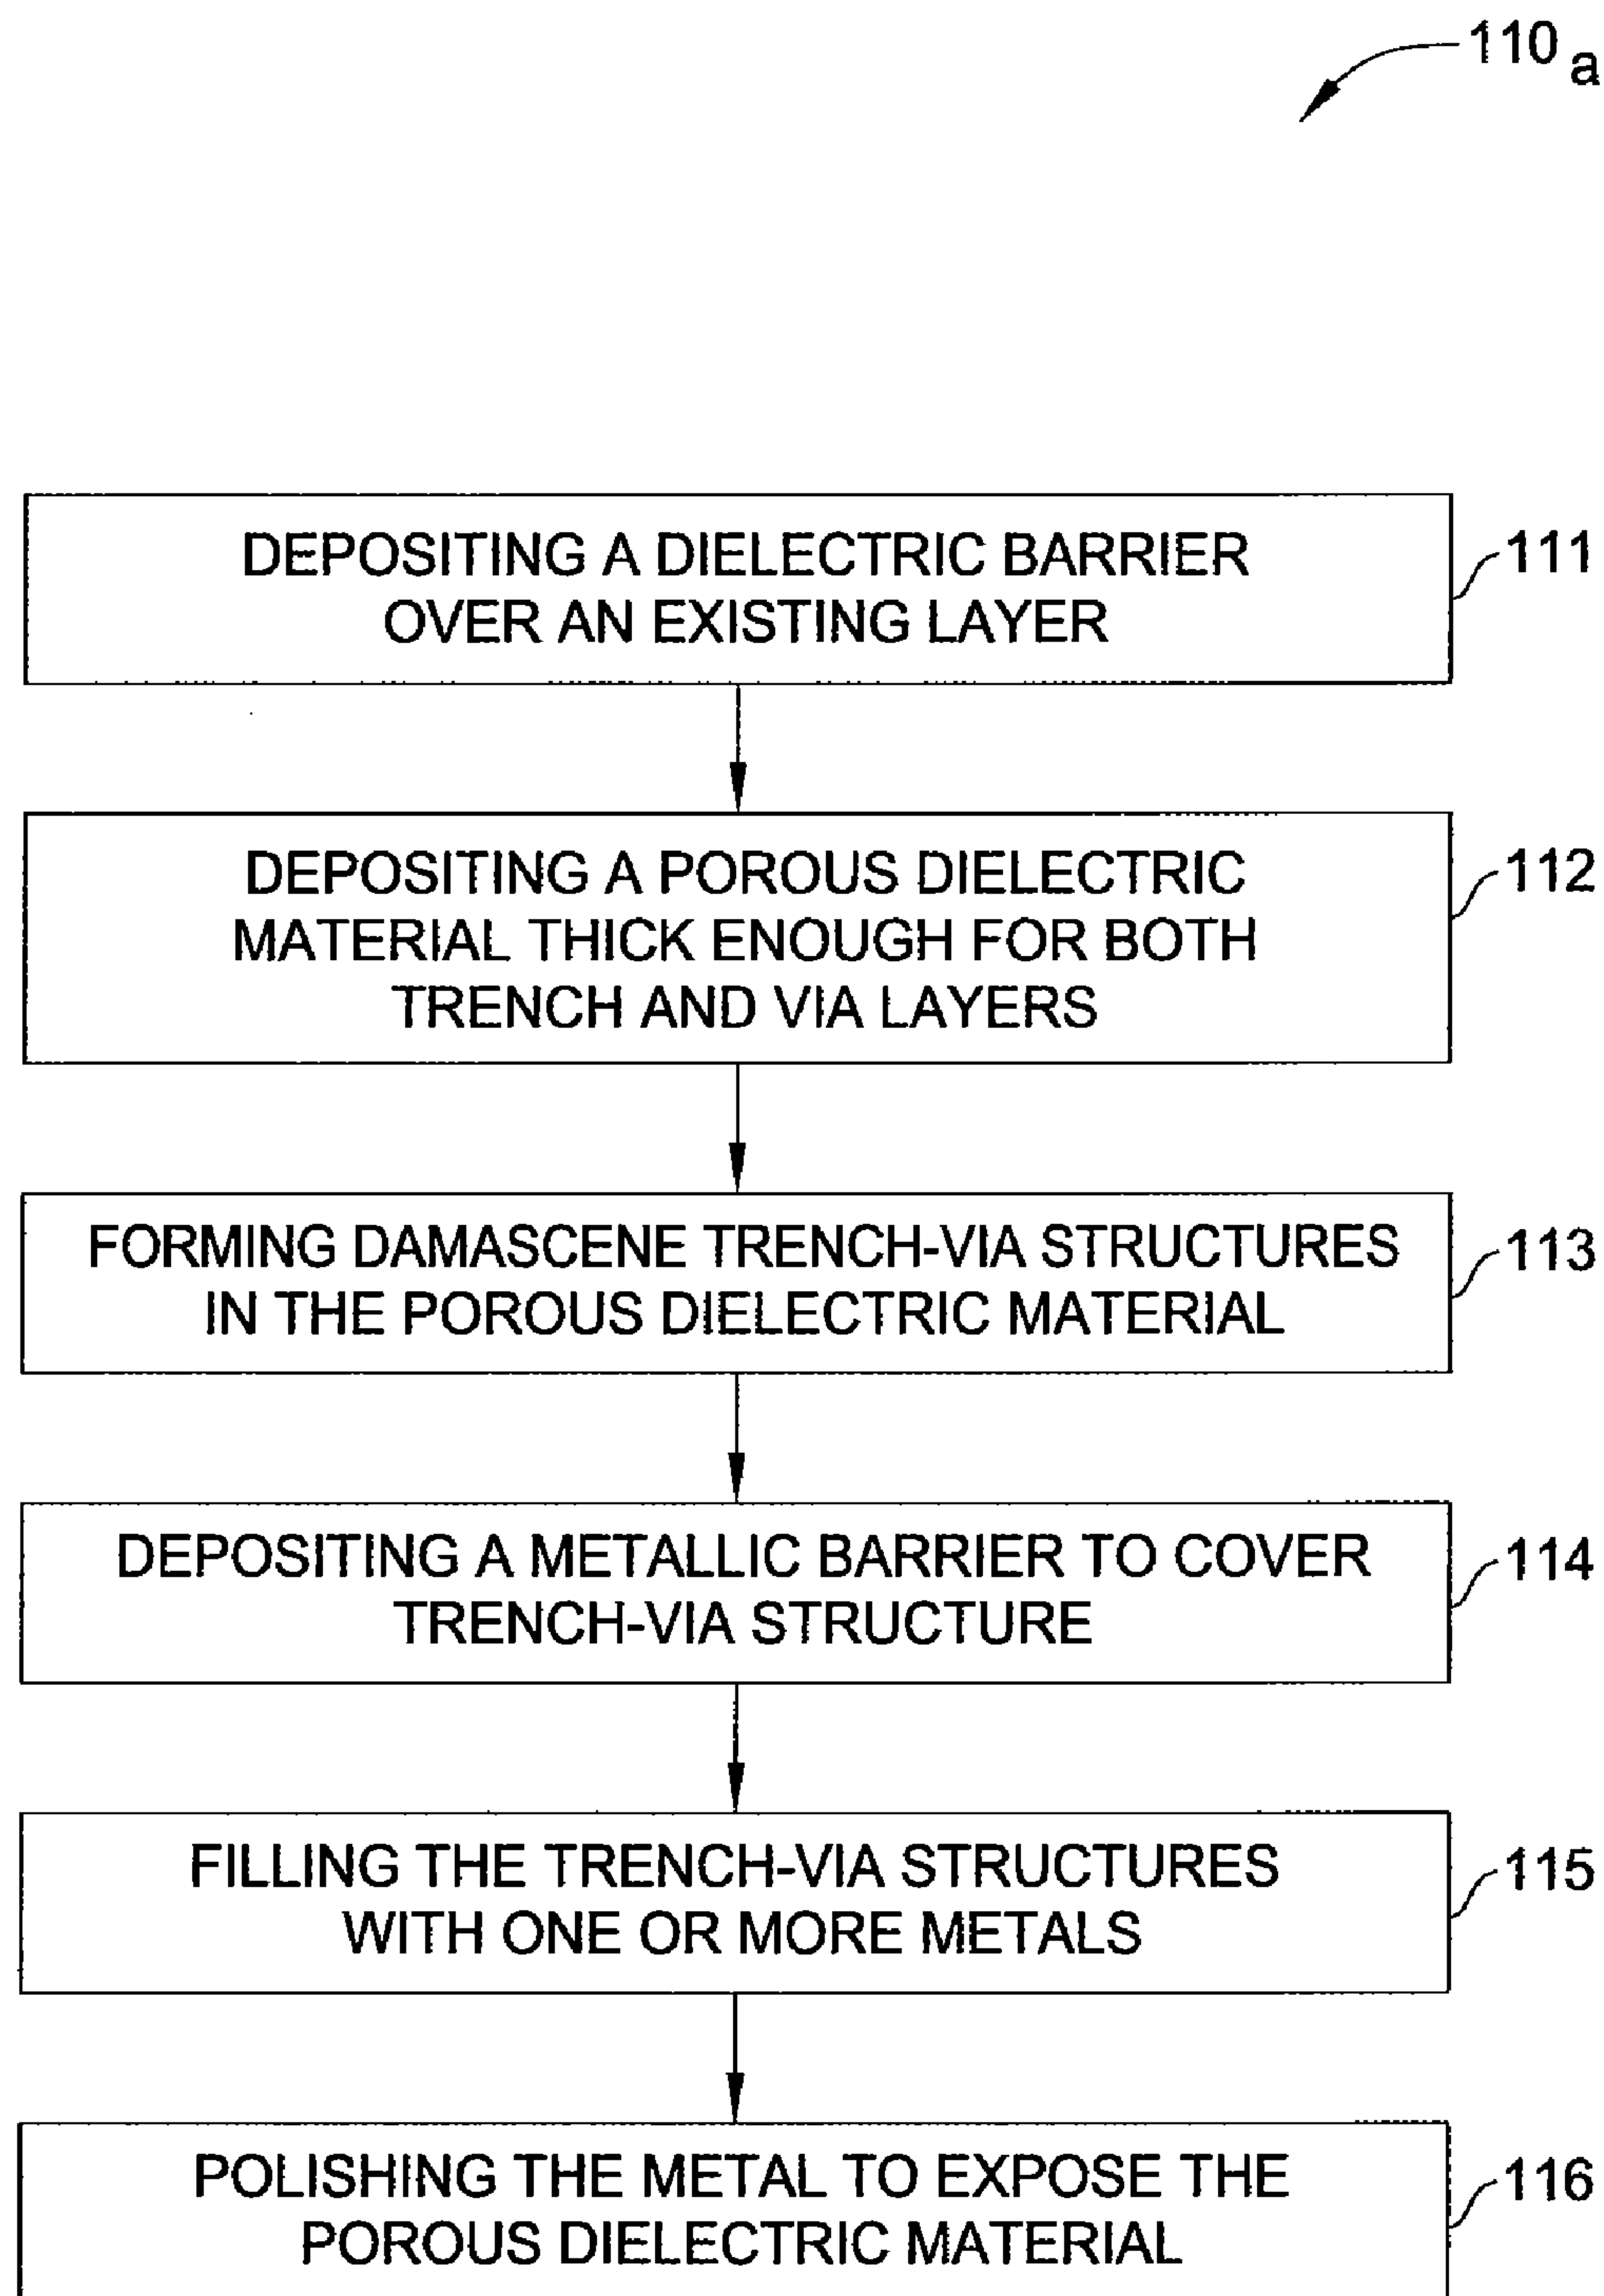 110a
DEPOSITING A DIELECTRIC BARRIER
OVER AN EXISTING LAYER
111
DEPOSITING A POROUS DIELECTRIC
MATERIAL THICK ENOUGH FOR BOTH
TRENCH AND VIA LAYERS
112
FORMING DAMASCENE TRENCH-VIA STRUCTURES
IN THE POROUS DIELECTRIC MATERIAL
113
DEPOSITING A METALLIC BARRIER TO COVER
TRENCH-VIA STRUCTURE
114
FILLING THE TRENCH-VIA STRUCTURES
WITH ONE OR MORE METALS
115
POLISHING THE METAL TO EXPOSE THE
POROUS DIELECTRIC MATERIAL
116